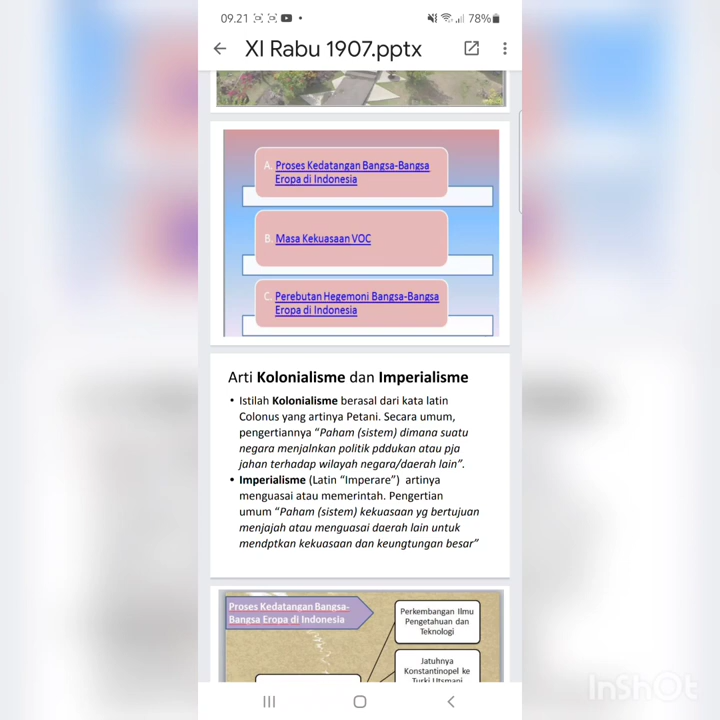 09.21
78%
XI Rabu 1907.pptx
A. Proses Kedatangan Bangsa-Bangsa
Eropa di Indonesia
B. Masa Kekuasaan VOC
C. Perebutan Hegemoni Bangsa-Bangsa
Eropa di Indonesia
Arti Kolonialisme dan Imperialisme
• Istilah Kolonialisme berasal dari kata latin
Colonus yang artinya Petani. Secara umum,
pengertiannya “Paham (sistem) dimana suatu
negara menjalnkan politik pddukan atau pja
jahan terhadap wilayah negara/daerah lain”.
• Imperialisme (Latin “Imperare”) artinya
menguasai atau memerintah. Pengertian
umum “Paham (sistem) kekuasaan yg bertujuan
menjajah atau menguasai daerah lain untuk
mendptkan kekuasaan dan keungtungan besar”
Proses Kedatangan Bangsa-
Bangsa Eropa di Indonesia
Perkembangan Ilmu
Pengetahuan dan
Teknologi
Jatuhnya
Konstantinopel ke
Turki Utsmani
InShOt